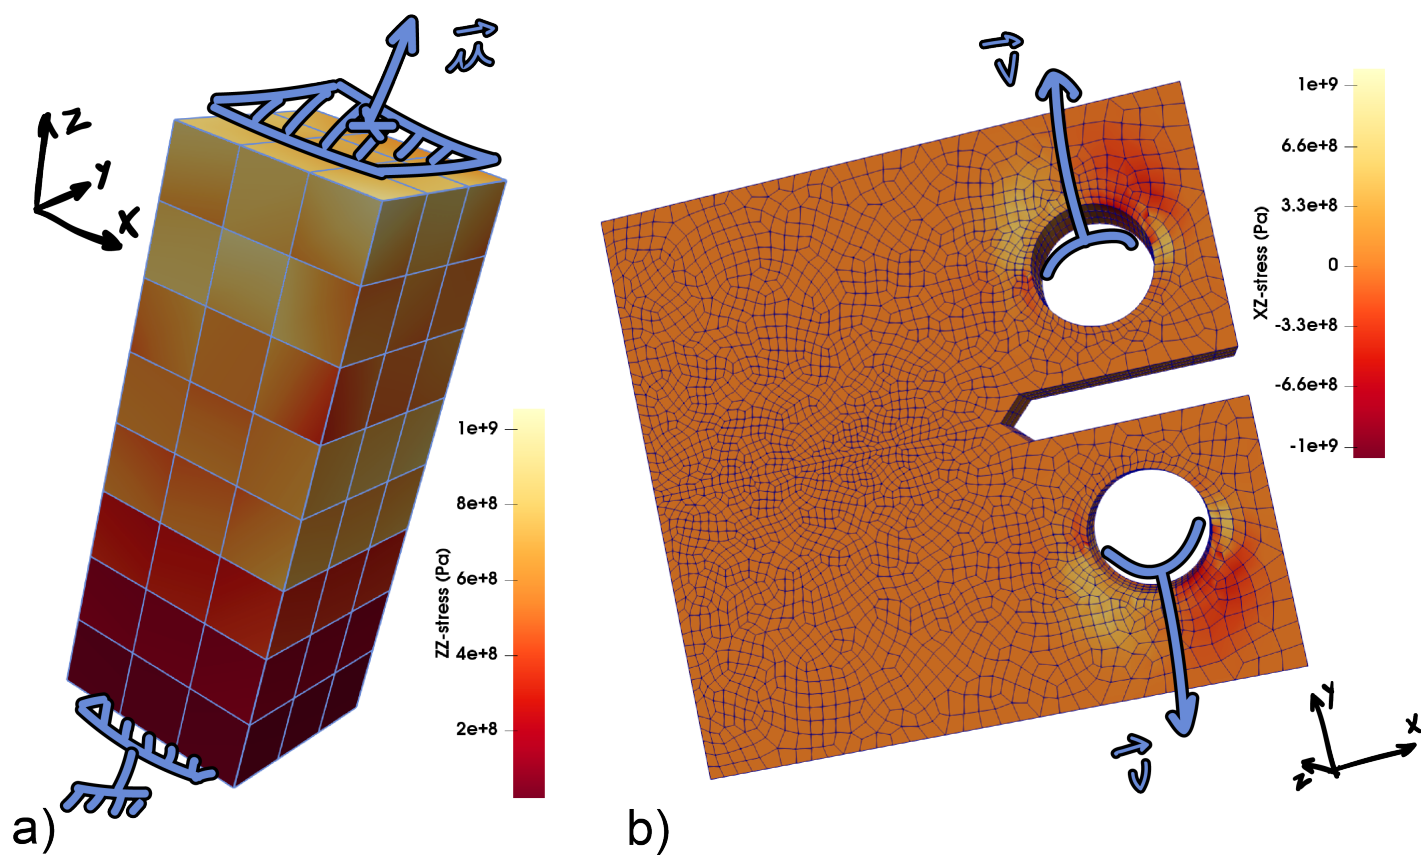 Z
Y
X
u
ZZ-stress (Pa)
1e+9
8e+8
6e+8
4e+8
2e+8
a)
v
XZ-stress (Pa)
1e+9
6.6e+8
3.3e+8
0
-3.3e+8
-6.6e+8
-1e+9
v
Y
X
Z
b)